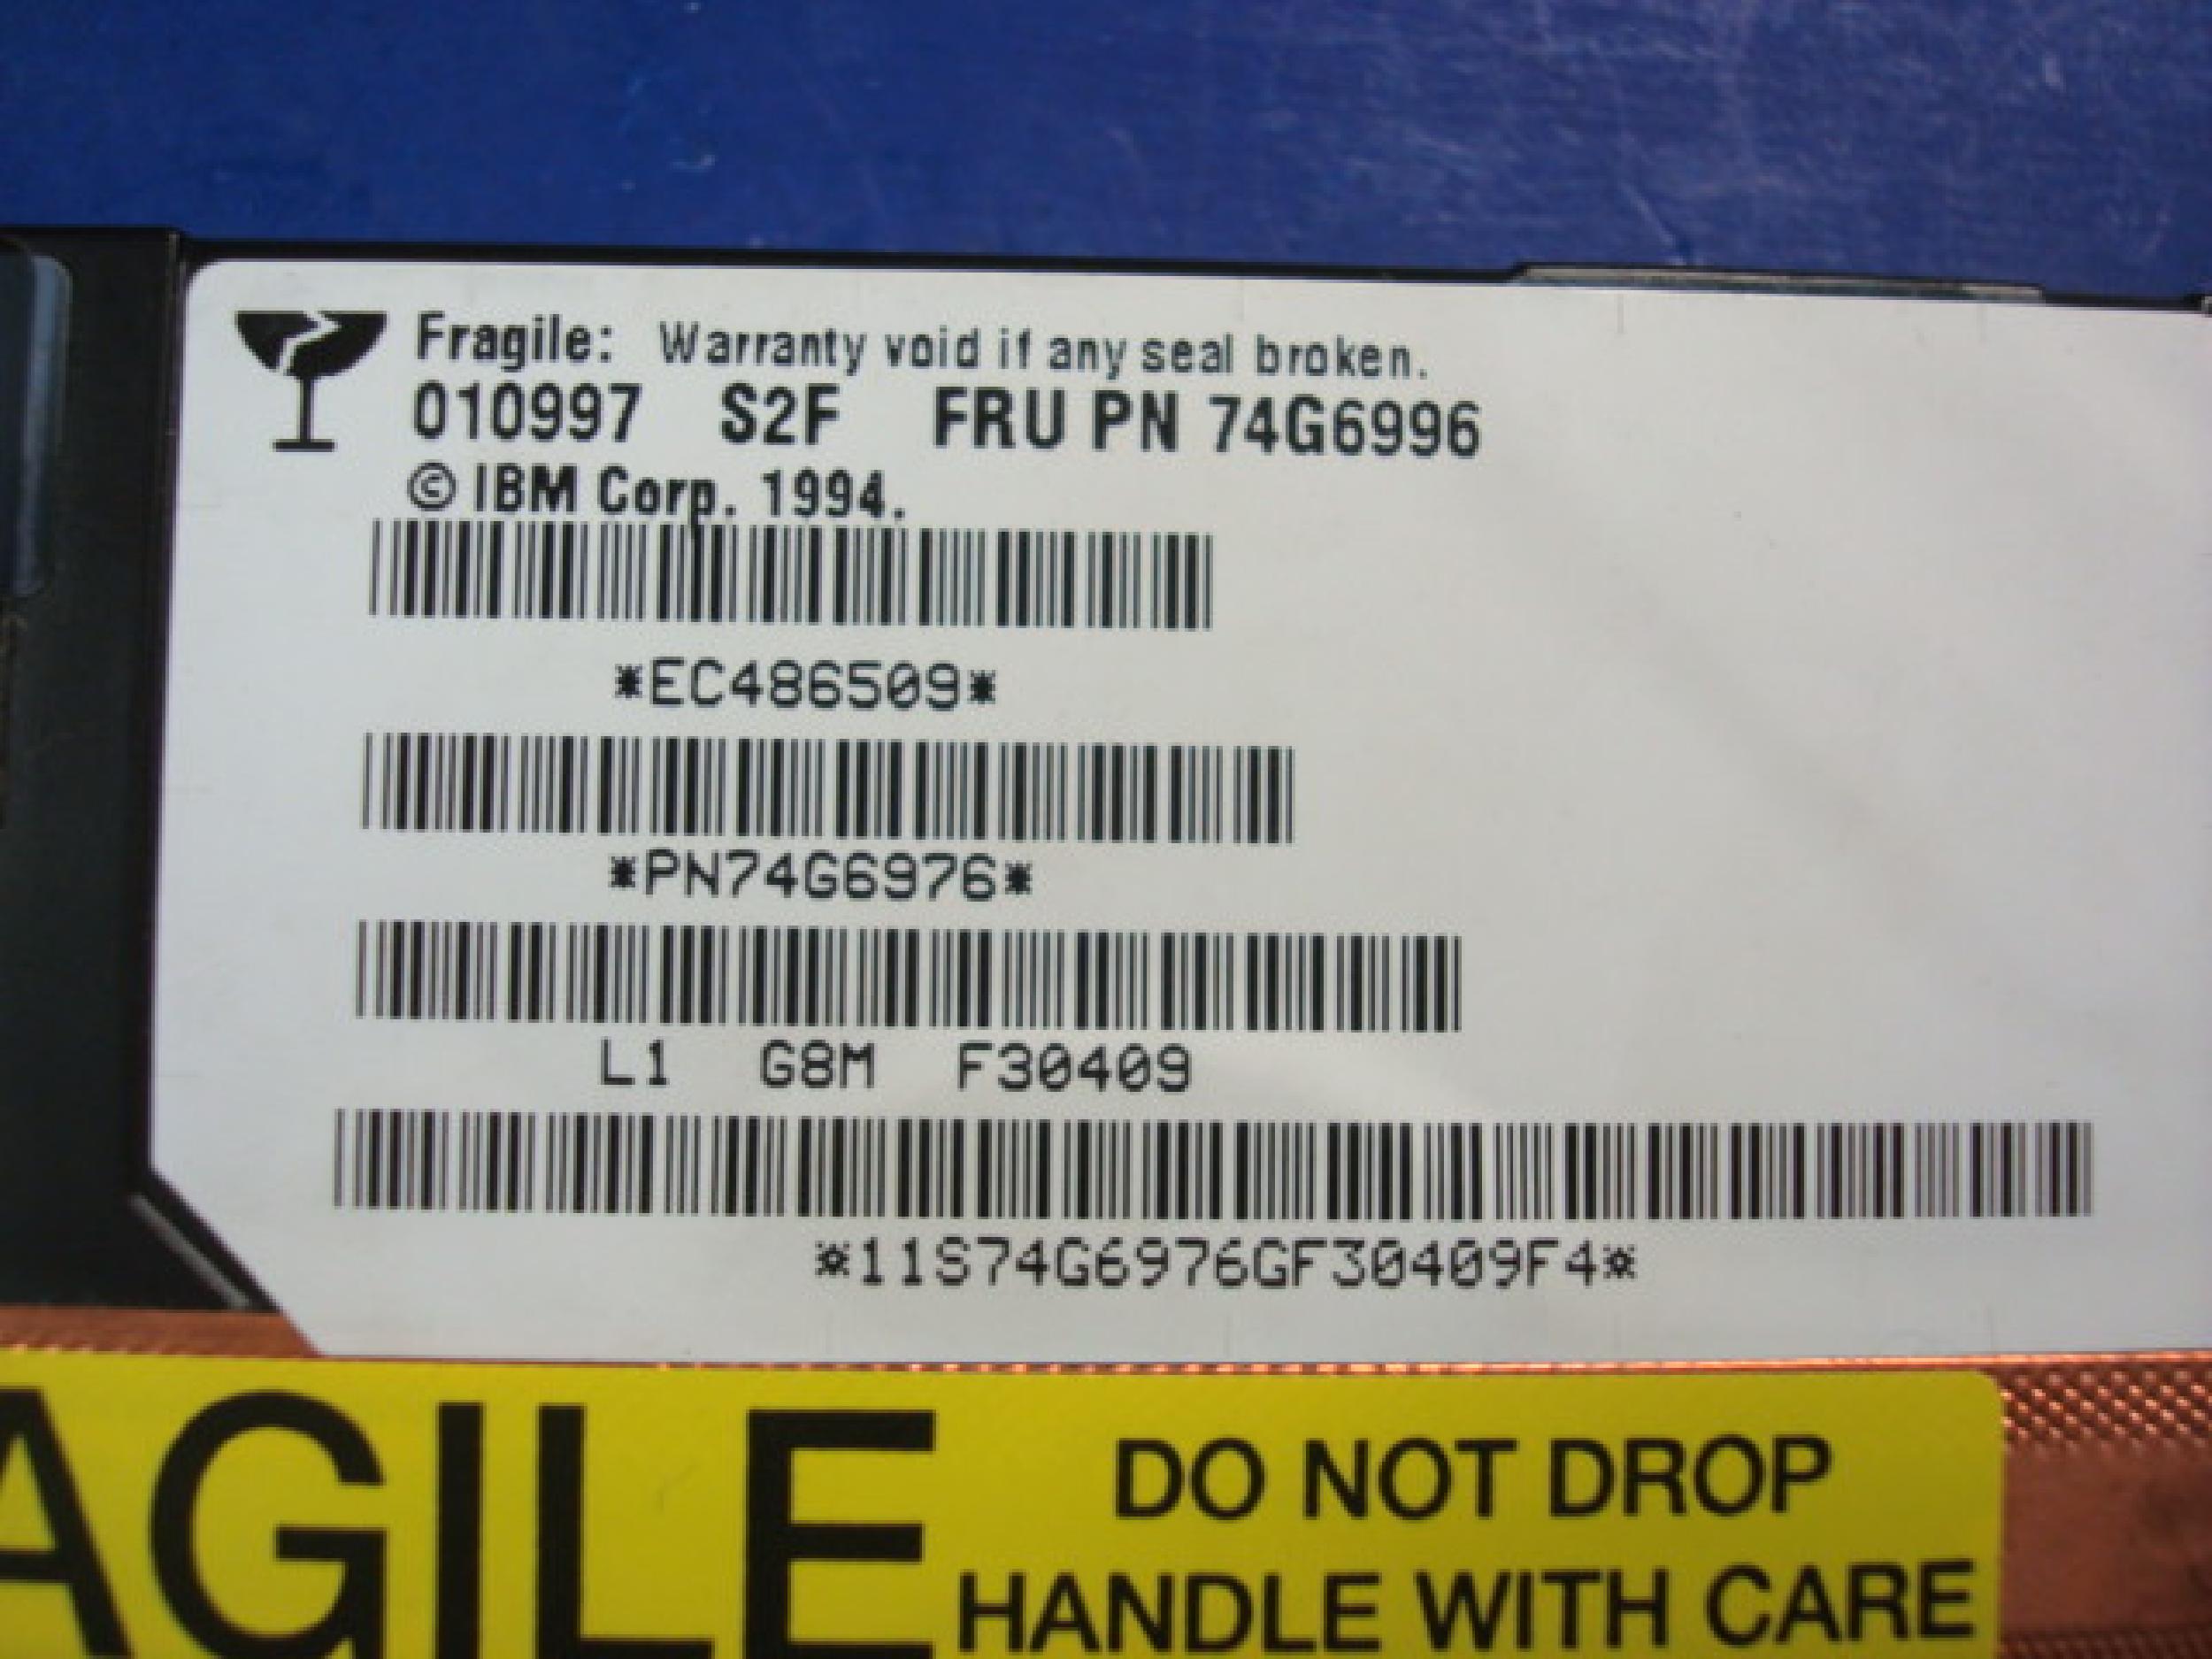 Fragile: Warranty void if any seal broken.
010997 S2F FRU PN 74G6996
© IBM Corp. 1994.
*EC486509*
*PN74G6976*
L1 G8M F30409
*11S74G6976GF30409F4*
AGILE
DO NOT DROP
HANDLE WITH CARE